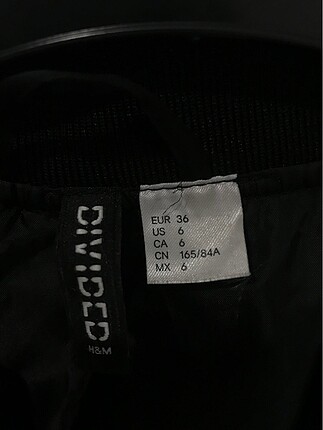 DIVIDED
H&M
EUR 36
US 6
CA 6
CN 165/84A
MX 6